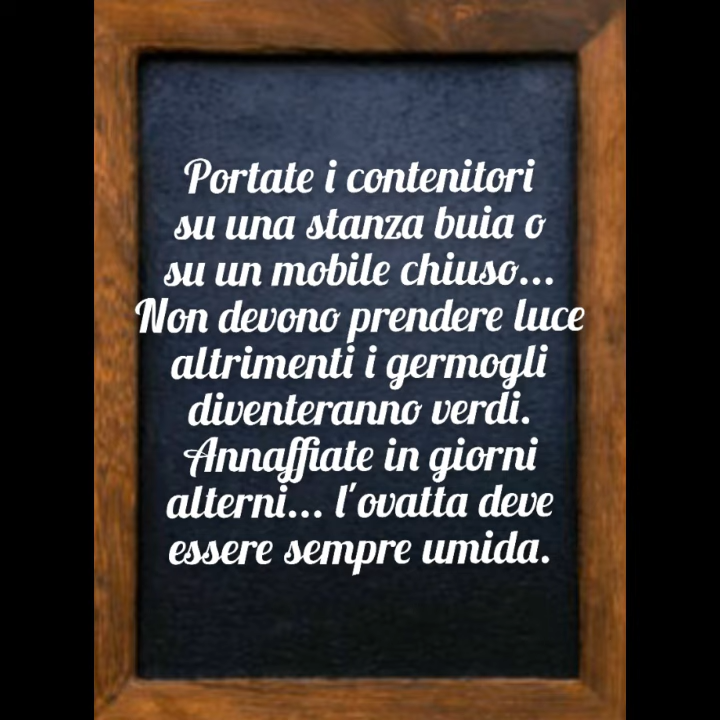 Portate i contenitori
su una stanza buia o
su un mobile chiuso...
Non devono prendere luce
altrimenti i germogli
diventeranno verdi.
Annaffiate in giorni
alterni... l'ovatta deve
essere sempre umida.